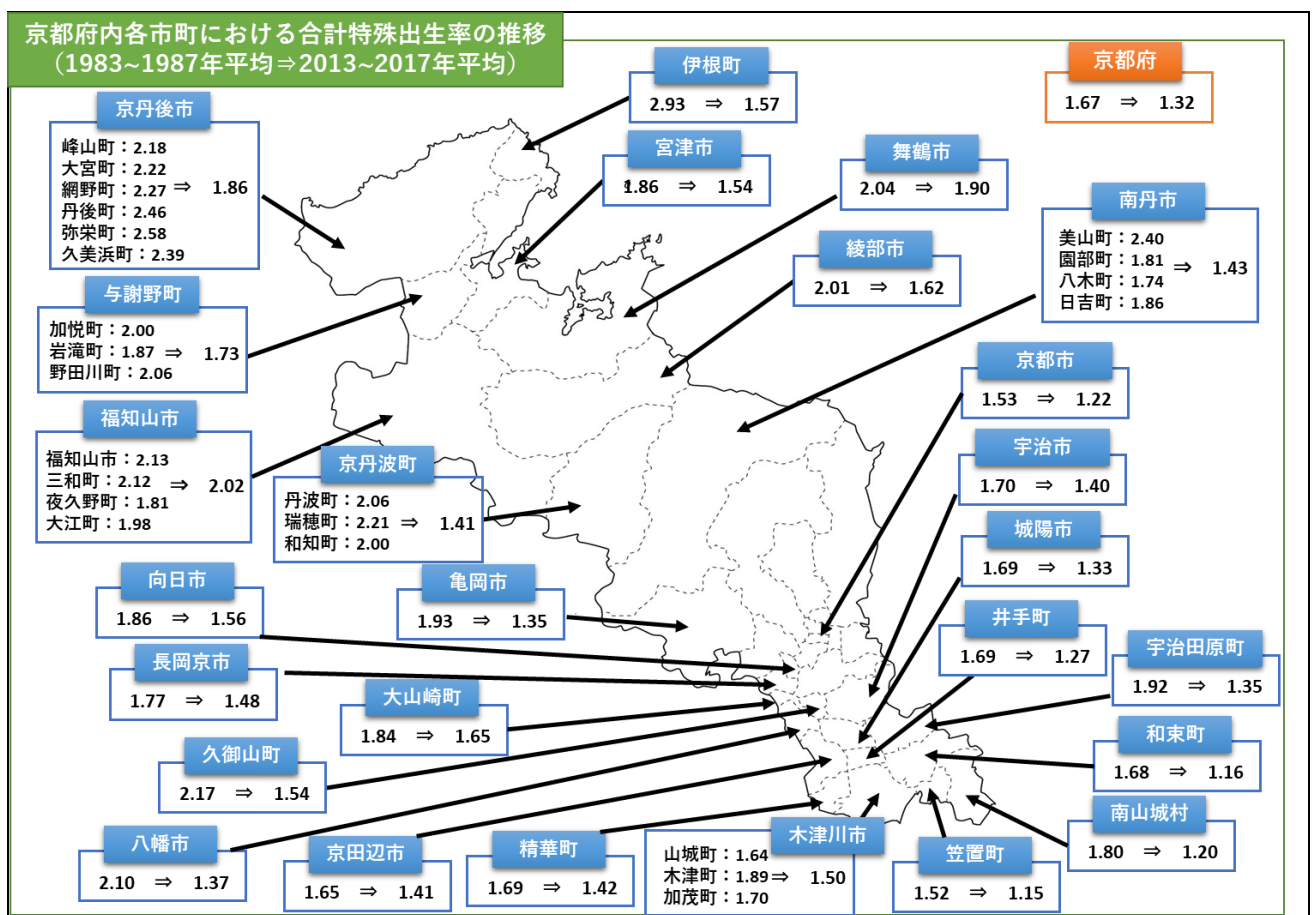 京都府内各市町における合計特殊出生率の推移
（1983~1987年平均⇒2013~2017年平均）
京都府
1.67 ⇒ 1.32
伊根町
2.93 ⇒ 1.57
京丹後市
峰山町：2.18
大宮町：2.22
網野町：2.27 ⇒ 1.86
丹後町：2.46
弥栄町：2.58
久美浜町：2.39
宮津市
1.86 ⇒ 1.54
舞鶴市
2.04 ⇒ 1.90
南丹市
美山町：2.40
園部町：1.81
八木町：1.74 ⇒ 1.43
日吉町：1.86
綾部市
2.01 ⇒ 1.62
与謝野町
加悦町：2.00
岩滝町：1.87 ⇒ 1.73
野田川町：2.06
京都市
1.53 ⇒ 1.22
福知山市
福知山市：2.13
三和町：2.12 ⇒ 2.02
夜久野町：1.81
大江町：1.98
京丹波町
丹波町：2.06
瑞穂町：2.21 ⇒ 1.41
和知町：2.00
宇治市
1.70 ⇒ 1.40
城陽市
1.69 ⇒ 1.33
向日市
1.86 ⇒ 1.56
亀岡市
1.93 ⇒ 1.35
井手町
1.69 ⇒ 1.27
宇治田原町
1.92 ⇒ 1.35
長岡京市
1.77 ⇒ 1.48
大山崎町
1.84 ⇒ 1.65
和束町
1.68 ⇒ 1.16
久御山町
2.17 ⇒ 1.54
南山城村
1.80 ⇒ 1.20
八幡市
2.10 ⇒ 1.37
京田辺市
1.65 ⇒ 1.41
精華町
1.69 ⇒ 1.42
木津川市
山城町：1.64
木津町：1.89⇒ 1.50
加茂町：1.70
笠置町
1.52 ⇒ 1.15